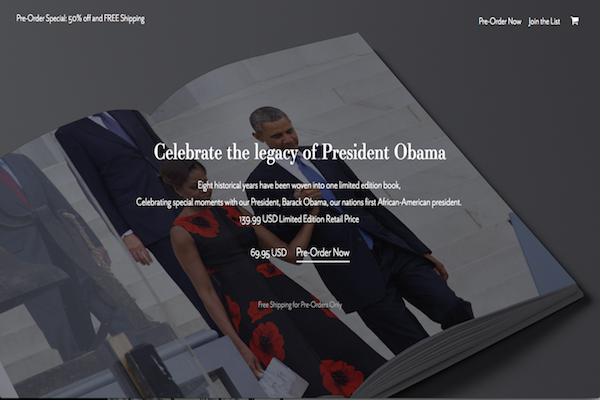 Pre-Order Special: 50% off and FREE Shipping
Pre-Order Now Join the List
Celebrate the legacy of President Obama
Eight historical years have been woven into one limited edition book,
Celebrating special moments with our President, Barack Obama, our nations first African-American president.
139.99 USD Limited Edition Retail Price
69.95 USD Pre-Order Now
Free Shipping for Pre-Orders Only